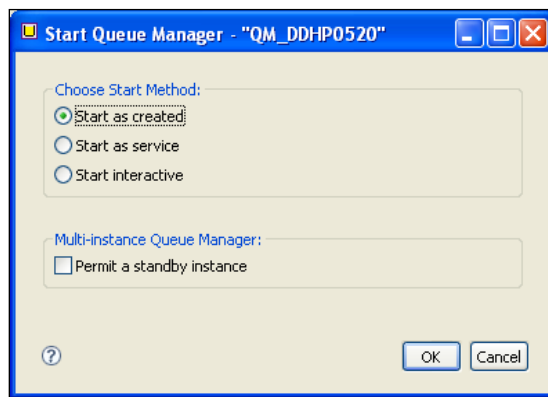 Start Queue Manager - "QM_DDHP0520"
Choose Start Method:
Start as created
Start as service
Start interactive
Multi-instance Queue Manager:
Permit a standby instance
?
OK
Cancel